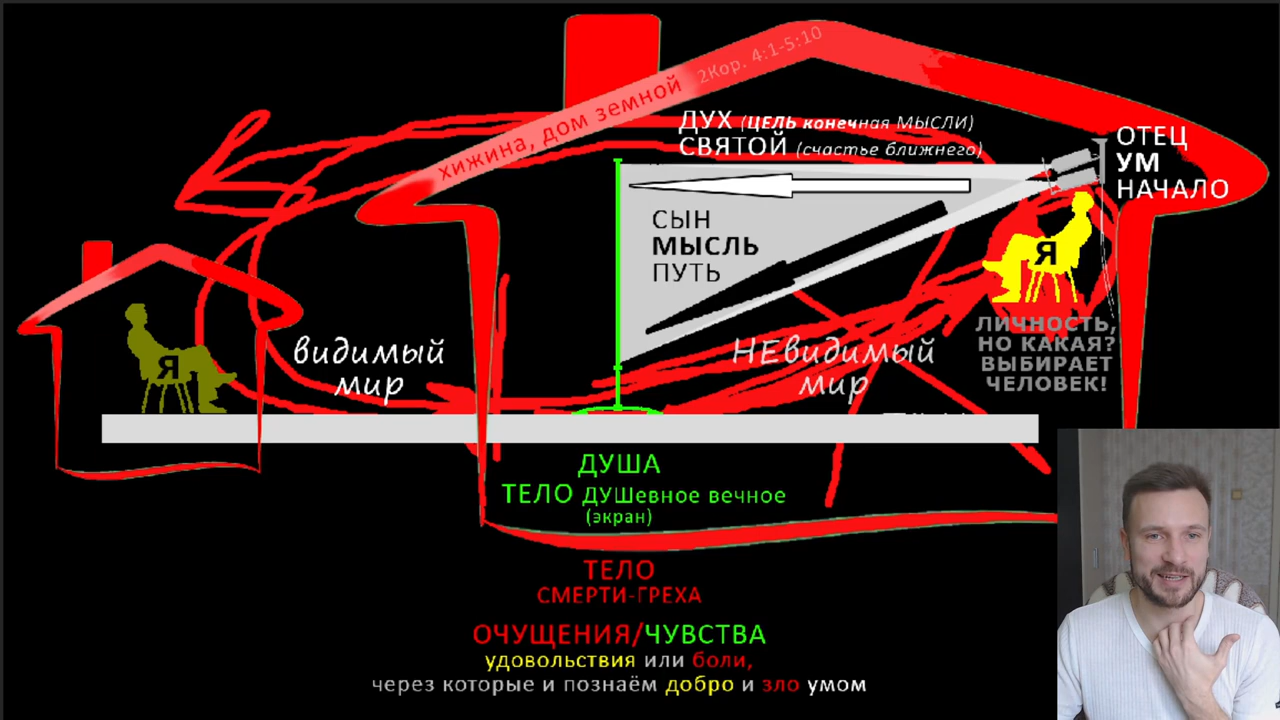 хижина, дом земной 2Кор. 4:1-5:10
ДУХ (ЦЕЛЬ конечная МЫСЛИ)
СВЯТОЙ (счастье ближнего)
ОТЕЦ
УМ
НАЧАЛО
СЫН
МЫСЛЬ
ПУТЬ
Я
Я
ЛИЧНОСТЬ,
НО КАКАЯ?
ВЫБИРАЕТ
ЧЕЛОВЕК!
видимый
мир
НЕвидимый
мир
ДУША
ТЕЛО ДУШевное вечное
(экран)
ТЕЛО
СМЕРТИ-ГРЕХА
ОЧУЩЕНИЯ/ЧУВСТВА
удовольствия или боли,
через которые и познаём добро и зло умом